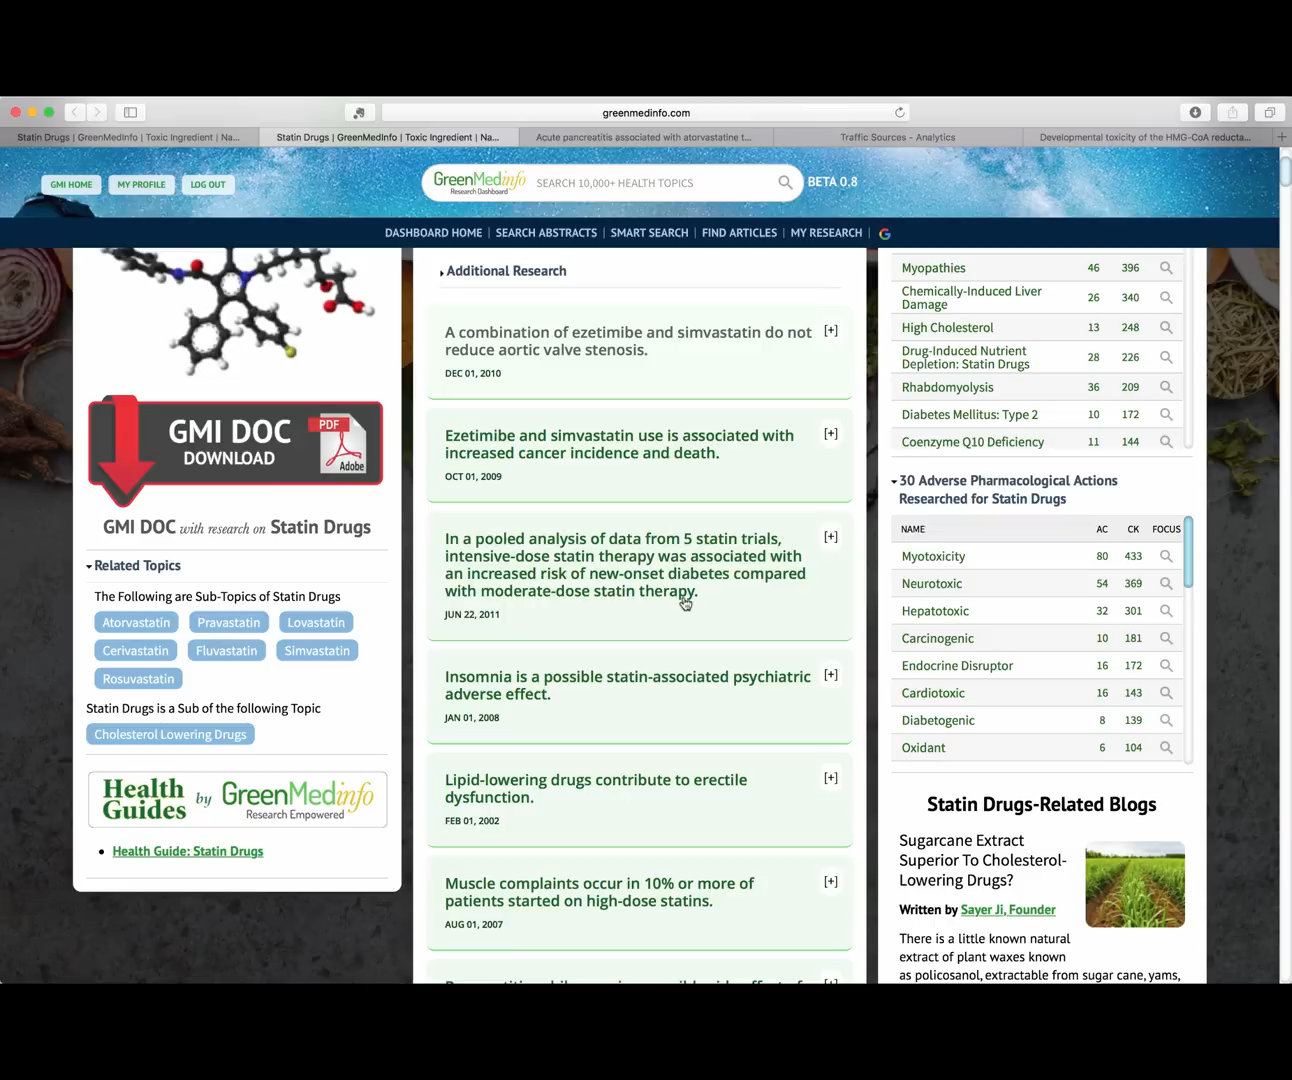 greenmedinfo.com
Statin Drugs | GreenMedInfo | Toxic Ingredient | Na...
Statin Drugs | GreenMedInfo | Toxic Ingredient | Na...
Acute pancreatitis associated with atorvastatine t...
Traffic Sources - Analytics
Developmental toxicity of the HMG-CoA reducta...
GMI HOME
MY PROFILE
LOG OUT
GreenMedinfo
Research Dashboard
SEARCH 10,000+ HEALTH TOPICS
BETA 0.8
DASHBOARD HOME | SEARCH ABSTRACTS | SMART SEARCH | FIND ARTICLES | MY RESEARCH | G
GMI DOC
DOWNLOAD
PDF
Adobe
GMI DOC with research on Statin Drugs
Related Topics
The Following are Sub-Topics of Statin Drugs
Atorvastatin
Pravastatin
Lovastatin
Cerivastatin
Fluvastatin
Simvastatin
Rosuvastatin
Statin Drugs is a Sub of the following Topic
Cholesterol Lowering Drugs
Health Guides by GreenMedinfo
Research Empowered
Health Guide: Statin Drugs
Additional Research
A combination of ezetimibe and simvastatin do not
reduce aortic valve stenosis.
[+]
DEC 01, 2010
Ezetimibe and simvastatin use is associated with
increased cancer incidence and death.
[+]
OCT 01, 2009
In a pooled analysis of data from 5 statin trials,
intensive-dose statin therapy was associated with
an increased risk of new-onset diabetes compared
with moderate-dose statin therapy.
[+]
JUN 22, 2011
Insomnia is a possible statin-associated psychiatric
adverse effect.
[+]
JAN 01, 2008
Lipid-lowering drugs contribute to erectile
dysfunction.
[+]
FEB 01, 2002
Muscle complaints occur in 10% or more of
patients started on high-dose statins.
[+]
AUG 01, 2007
Myopathies 46 396
Chemically-Induced Liver
Damage 26 340
High Cholesterol 13 248
Drug-Induced Nutrient
Depletion: Statin Drugs 28 226
Rhabdomyolysis 36 209
Diabetes Mellitus: Type 2 10 172
Coenzyme Q10 Deficiency 11 144
30 Adverse Pharmacological Actions
Researched for Statin Drugs
NAME AC CK FOCUS
Myotoxicity 80 433
Neurotoxic 54 369
Hepatotoxic 32 301
Carcinogenic 10 181
Endocrine Disruptor 16 172
Cardiotoxic 16 143
Diabetogenic 8 139
Oxidant 6 104
Statin Drugs-Related Blogs
Sugarcane Extract
Superior To Cholesterol-
Lowering Drugs?
Written by Sayer Ji, Founder
There is a little known natural
extract of plant waxes known
as policosanol, extractable from sugar cane, yams,